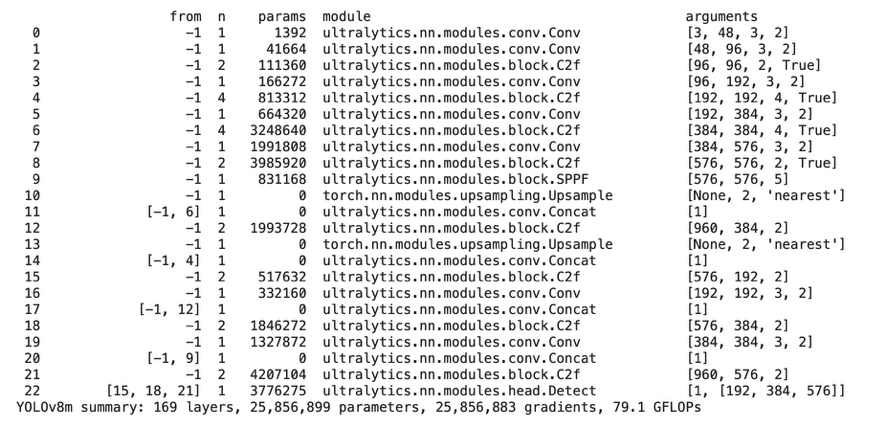 from n params module arguments
0 -1 1 1392 ultralytics.nn.modules.conv.Conv [3, 48, 3, 2]
1 -1 1 41664 ultralytics.nn.modules.conv.Conv [48, 96, 3, 2]
2 -1 2 111360 ultralytics.nn.modules.block.C2f [96, 96, 2, True]
3 -1 1 166272 ultralytics.nn.modules.conv.Conv [96, 192, 3, 2]
4 -1 4 813312 ultralytics.nn.modules.block.C2f [192, 192, 4, True]
5 -1 1 664320 ultralytics.nn.modules.conv.Conv [192, 384, 3, 2]
6 -1 4 3248640 ultralytics.nn.modules.block.C2f [384, 384, 4, True]
7 -1 1 1991808 ultralytics.nn.modules.conv.Conv [384, 576, 3, 2]
8 -1 2 3985920 ultralytics.nn.modules.block.C2f [576, 576, 2, True]
9 -1 1 831168 ultralytics.nn.modules.block.SPPF [576, 576, 5]
10 -1 1 0 torch.nn.modules.upsampling.Upsample [None, 2, 'nearest']
11 [-1, 6] 1 0 ultralytics.nn.modules.conv.Concat [1]
12 -1 2 1993728 ultralytics.nn.modules.block.C2f [960, 384, 2]
13 -1 1 0 torch.nn.modules.upsampling.Upsample [None, 2, 'nearest']
14 [-1, 4] 1 0 ultralytics.nn.modules.conv.Concat [1]
15 -1 2 517632 ultralytics.nn.modules.block.C2f [576, 192, 2]
16 -1 1 332160 ultralytics.nn.modules.conv.Conv [192, 192, 3, 2]
17 [-1, 12] 1 0 ultralytics.nn.modules.conv.Concat [1]
18 -1 2 1846272 ultralytics.nn.modules.block.C2f [576, 384, 2]
19 -1 1 1327872 ultralytics.nn.modules.conv.Conv [384, 384, 3, 2]
20 [-1, 9] 1 0 ultralytics.nn.modules.conv.Concat [1]
21 -1 2 4207104 ultralytics.nn.modules.block.C2f [960, 576, 2]
22 [15, 18, 21] 1 3776275 ultralytics.nn.modules.head.Detect [1, [192, 384, 576]]
YOLOv8m summary: 169 layers, 25,856,899 parameters, 25,856,883 gradients, 79.1 GFLOPs